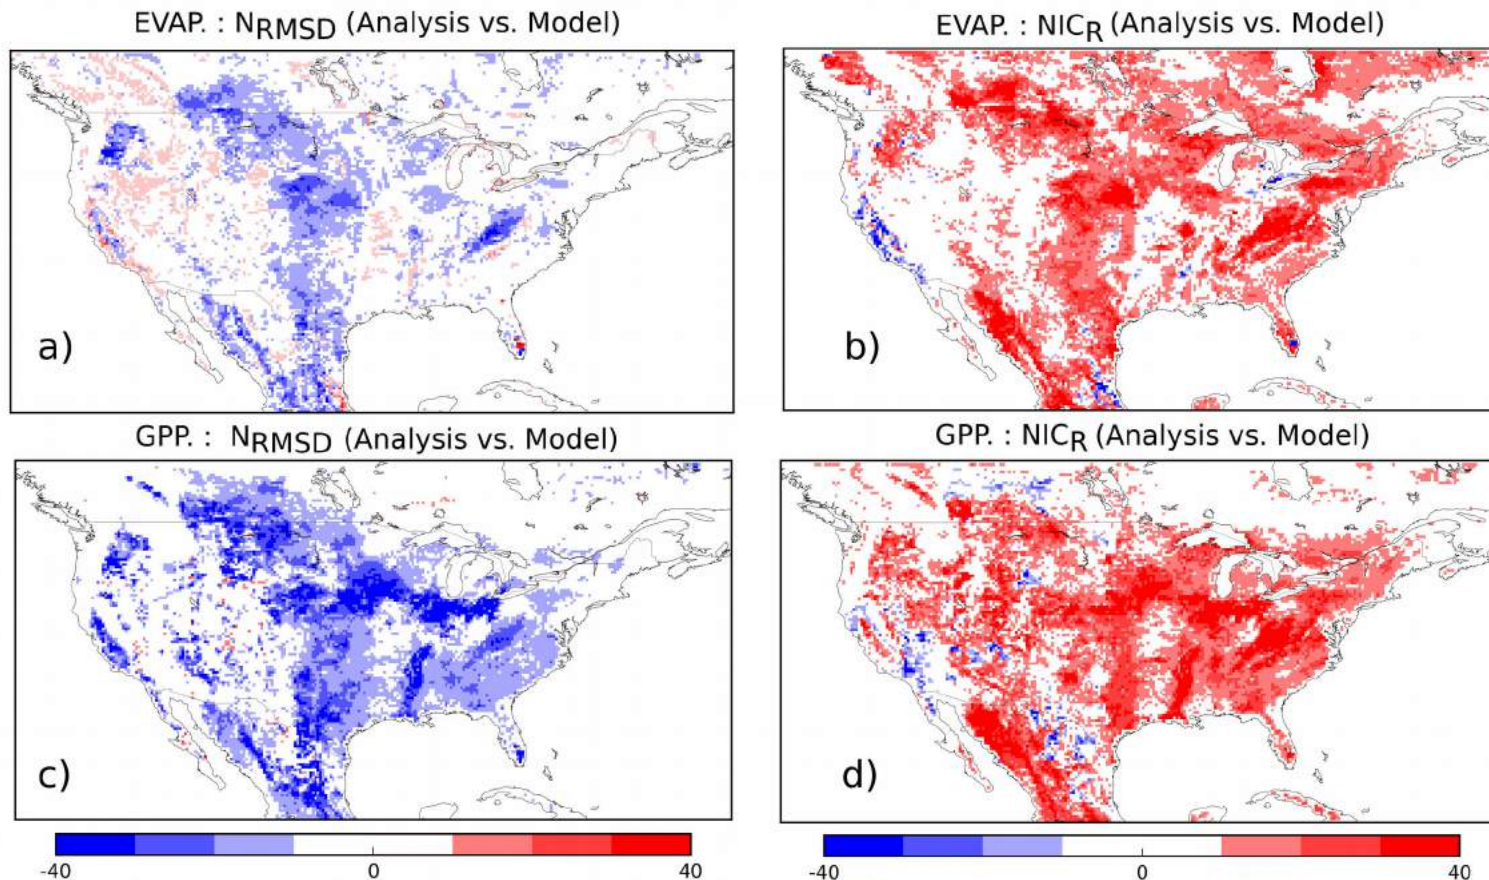 EVAP. : NRMSD (Analysis vs. Model)
EVAP. : NICR (Analysis vs. Model)
a)
b)
GPP. : NRMSD (Analysis vs. Model)
GPP. : NICR (Analysis vs. Model)
c)
d)
-40 0 40
-40 0 40